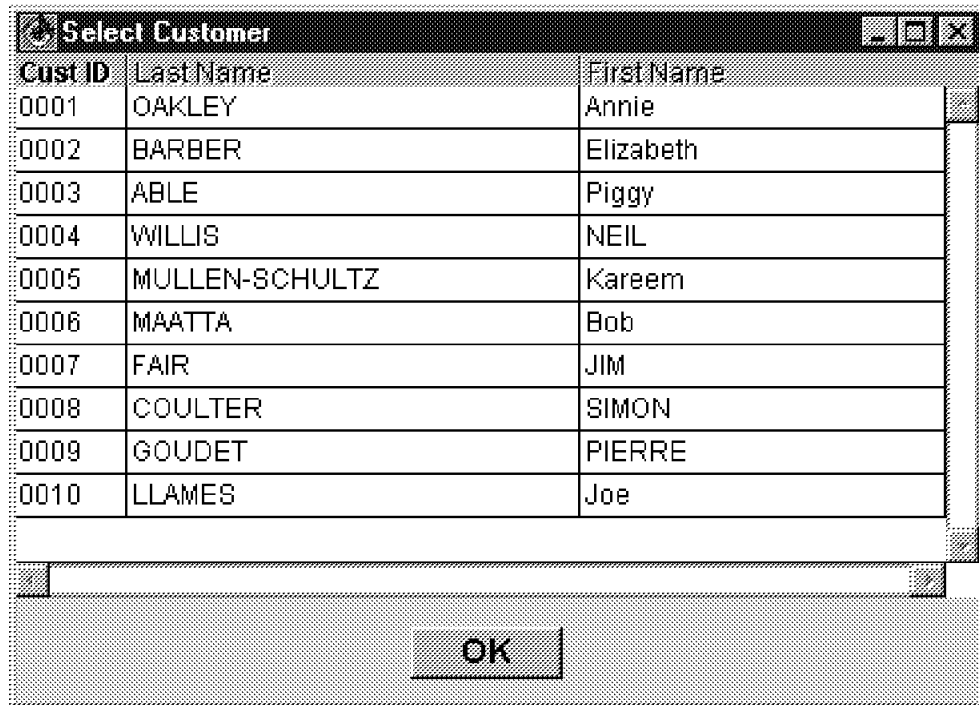 Select Customer
Cust ID Last Name First Name
0001 OAKLEY Annie
0002 BARBER Elizabeth
0003 ABLE Piggy
0004 WILLIS NEIL
0005 MULLEN-SCHULTZ Kareem
0006 MAATTA Bob
0007 FAIR JIM
0008 COULTER SIMON
0009 GOUDET PIERRE
0010 LLAMES Joe
OK